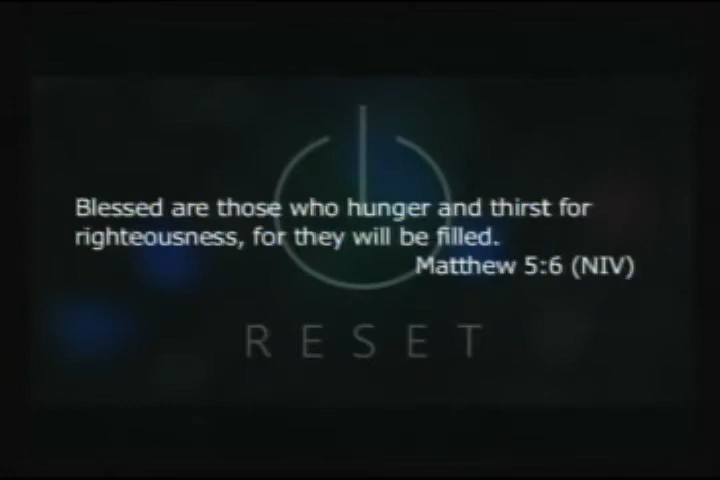 Blessed are those who hunger and thirst for
righteousness, for they will be filled.
Matthew 5:6 (NIV)
RESET